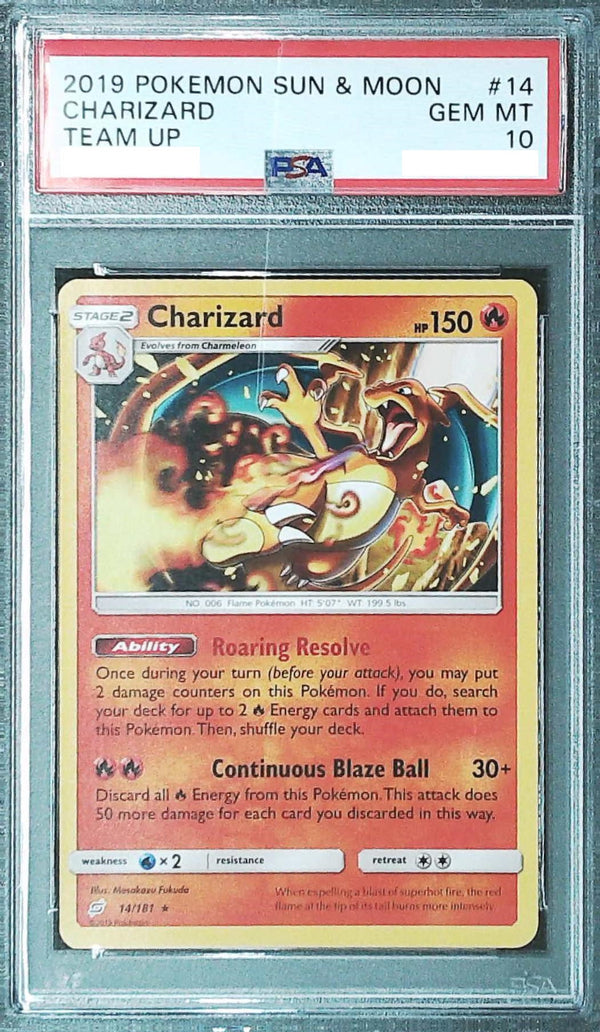 2019 POKEMON SUN & MOON #14
CHARIZARD GEM MT
TEAM UP 10
PSA
STAGE2 Charizard HP150
Evolves from Charmeleon
NO. 006 Flame Pokémon HT: 5'07" WT: 199.5 lbs
Ability Roaring Resolve
Once during your turn (before your attack), you may put
2 damage counters on this Pokémon. If you do, search
your deck for up to 2 Energy cards and attach them to
this Pokémon. Then, shuffle your deck.
Continuous Blaze Ball 30+
Discard all Energy from this Pokémon. This attack does
50 more damage for each card you discarded in this way.
weakness ×2 resistance retreat
Illus. Masakazu Fukuda
14/181 ★
©2019 Pokémon
When expelling a blast of superhot fire, the red
flame at the tip of its tail burns more intensely.
PSA